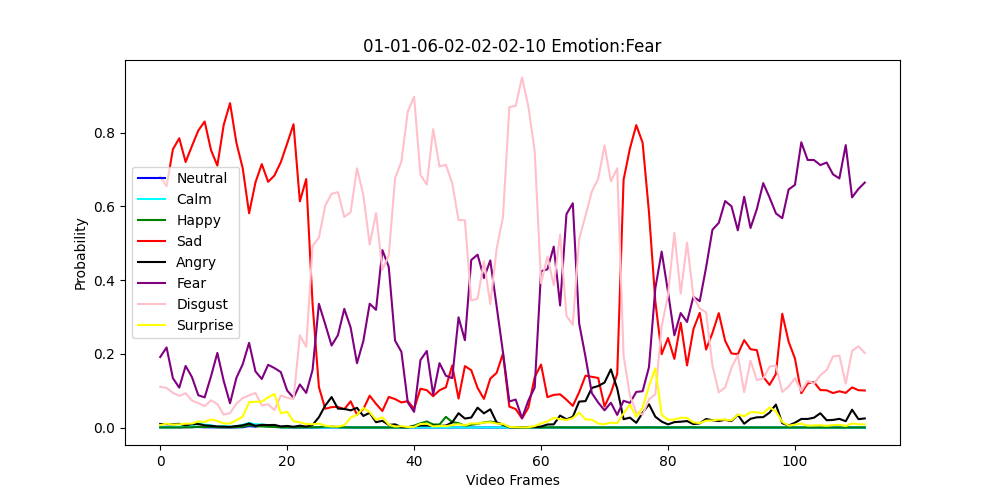 01-01-06-02-02-02-10 Emotion:Fear
Probability
0.8
0.6
0.4
0.2
0.0
Neutral
Calm
Happy
Sad
Angry
Fear
Disgust
Surprise
0 20 40 60 80 100
Video Frames